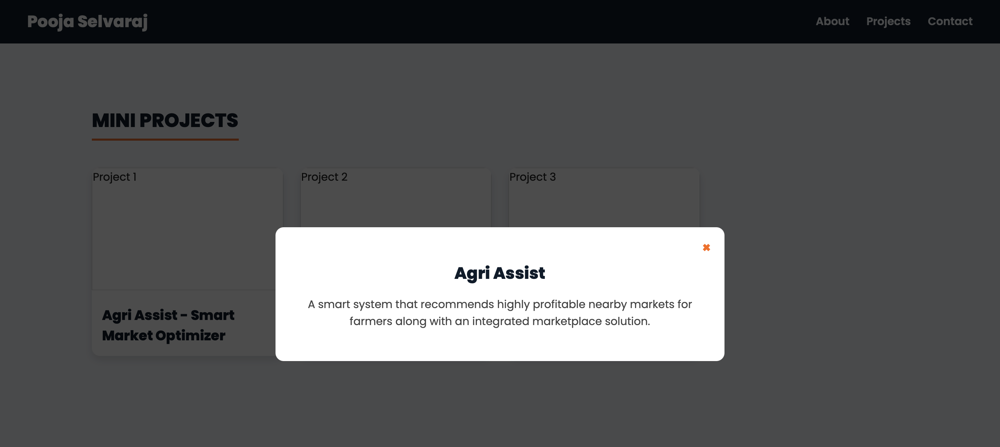 Pooja Selvaraj
About Projects Contact
MINI PROJECTS
Project 1
Project 2
Project 3
Agri Assist – Smart
Market Optimizer
✖
Agri Assist
A smart system that recommends highly profitable nearby markets for
farmers along with an integrated marketplace solution.